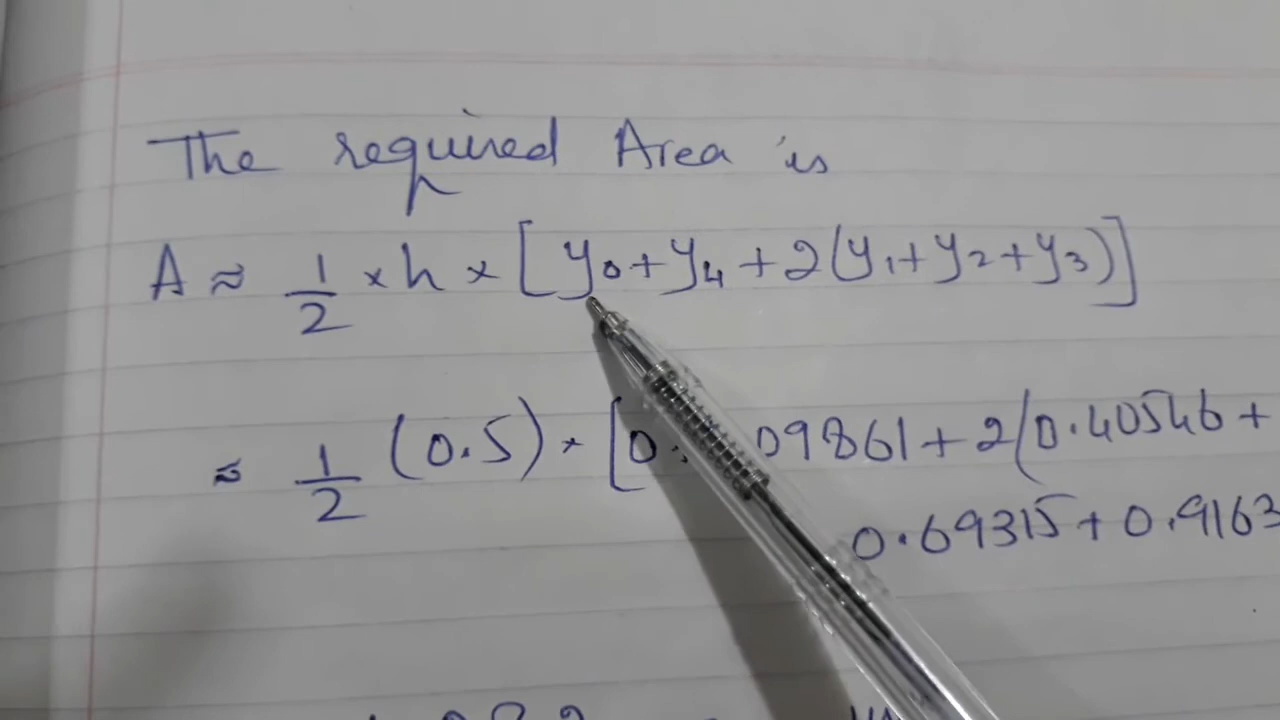 The required Area is
A ≈ 1/2 × h × [y₀ + y₄ + 2(y₁ + y₂ + y₃)]
≈ 1/2 (0.5) × [0. 09861 + 2(0.40546 +
0.69315 + 0.9163